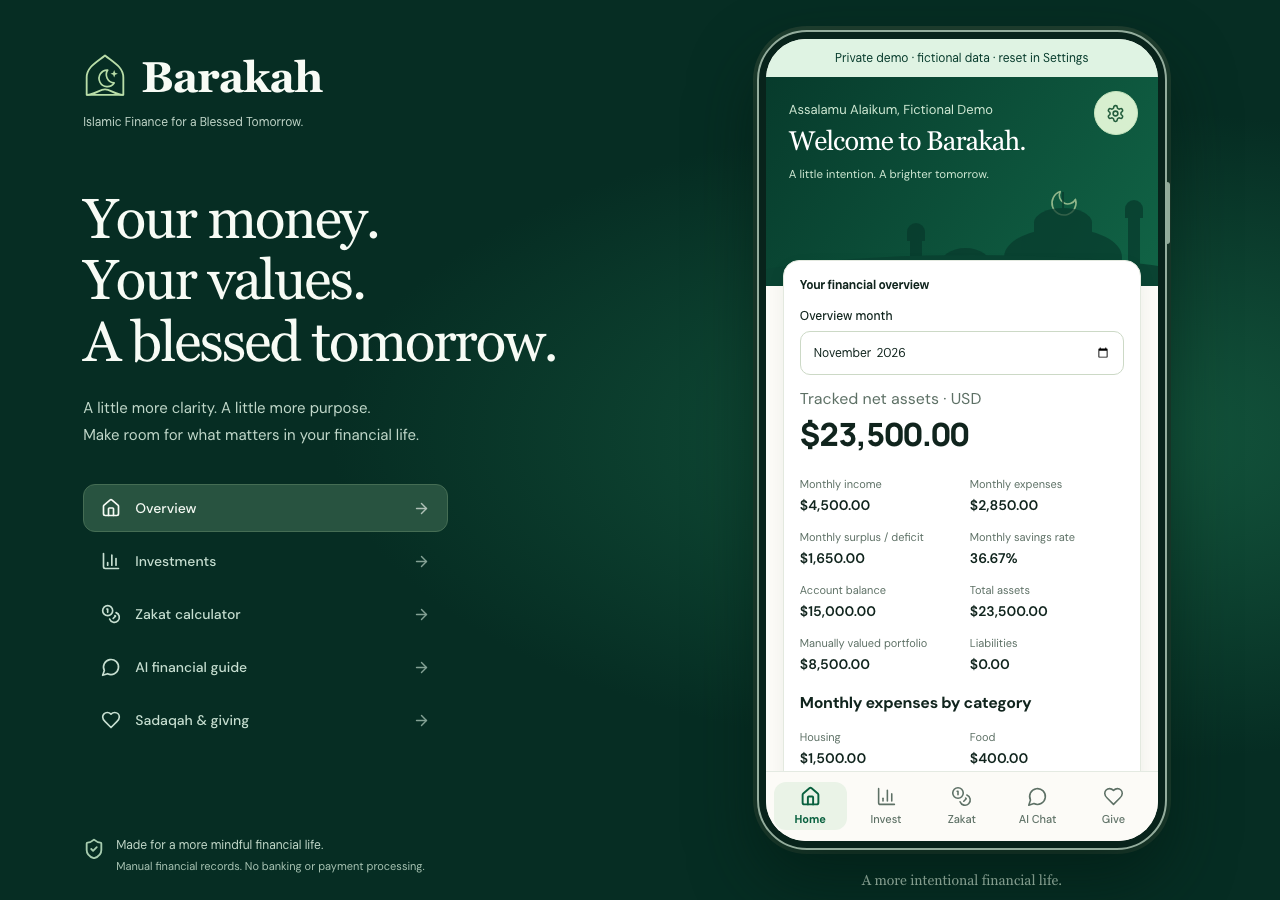 Barakah
Islamic Finance for a Blessed Tomorrow.
Your money.
Your values.
A blessed tomorrow.
A little more clarity. A little more purpose.
Make room for what matters in your financial life.
Overview
Investments
Zakat calculator
AI financial guide
Sadaqah & giving
Made for a more mindful financial life.
Manual financial records. No banking or payment processing.
Private demo · fictional data · reset in Settings
Assalamu Alaikum, Fictional Demo
Welcome to Barakah.
A little intention. A brighter tomorrow.
Your financial overview
Overview month
November 2026
Tracked net assets · USD
$23,500.00
Monthly income Monthly expenses
$4,500.00 $2,850.00
Monthly surplus / deficit Monthly savings rate
$1,650.00 36.67%
Account balance Total assets
$15,000.00 $23,500.00
Manually valued portfolio Liabilities
$8,500.00 $0.00
Monthly expenses by category
Housing Food
$1,500.00 $400.00
Home Invest Zakat AI Chat Give
A more intentional financial life.